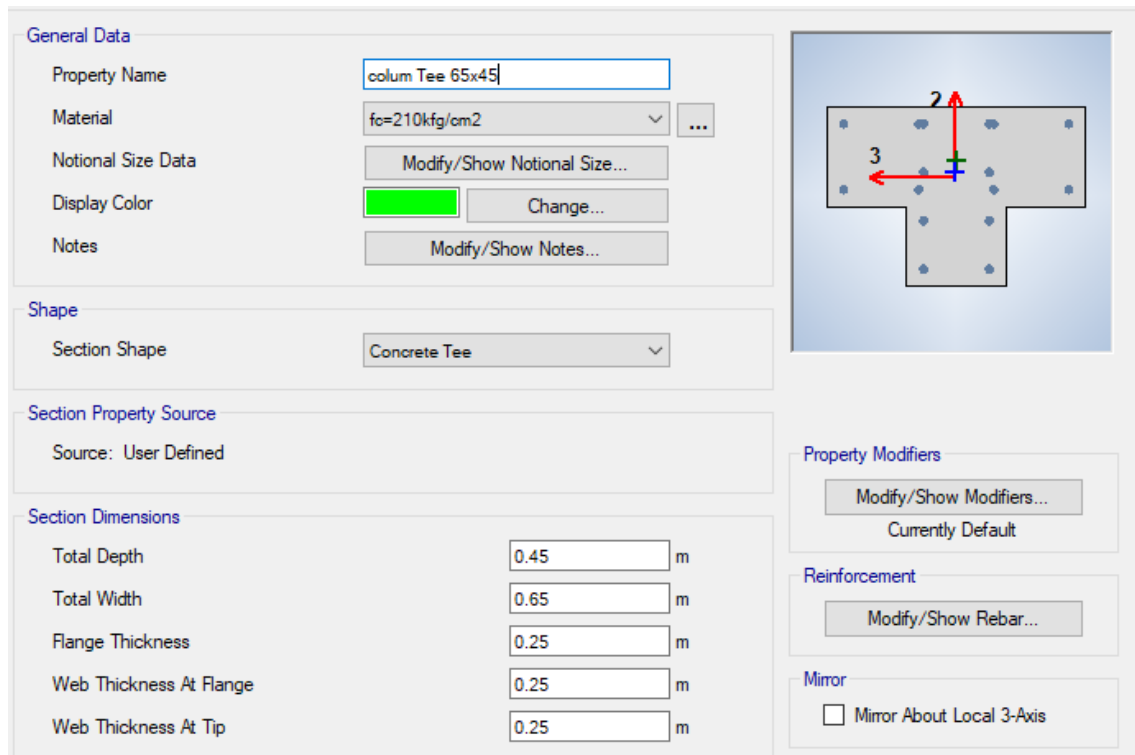 General Data
Property Name colum Tee 65x45
Material fc=210kfg/cm2 ...
Notional Size Data Modify/Show Notional Size...
Display Color Change...
Notes Modify/Show Notes...
2
3
Shape
Section Shape Concrete Tee
Section Property Source
Source: User Defined
Section Dimensions
Total Depth 0.45 m
Total Width 0.65 m
Flange Thickness 0.25 m
Web Thickness At Flange 0.25 m
Web Thickness At Tip 0.25 m
Property Modifiers
Modify/Show Modifiers...
Currently Default
Reinforcement
Modify/Show Rebar...
Mirror
Mirror About Local 3-Axis